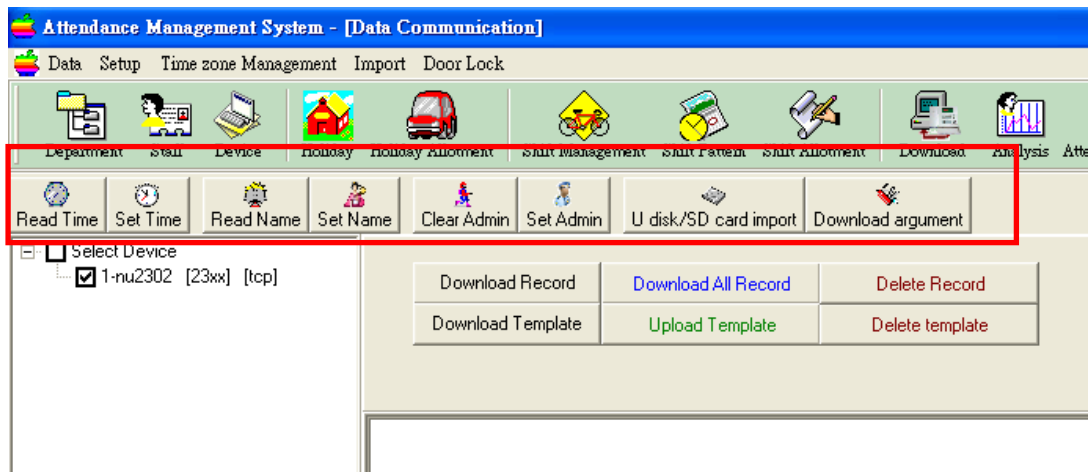 Attendance Management System - [Data Communication]
Data Setup Time zone Management Import Door Lock
Department Staff Device Holiday Holiday Allotment Shift Management Shift Pattern Shift Allotment Download Analysis Atte
Read Time Set Time Read Name Set Name Clear Admin Set Admin U disk/SD card import Download argument
Select Device
1-nu2302 [23xx] [tcp]
Download Record Download All Record Delete Record
Download Template Upload Template Delete template